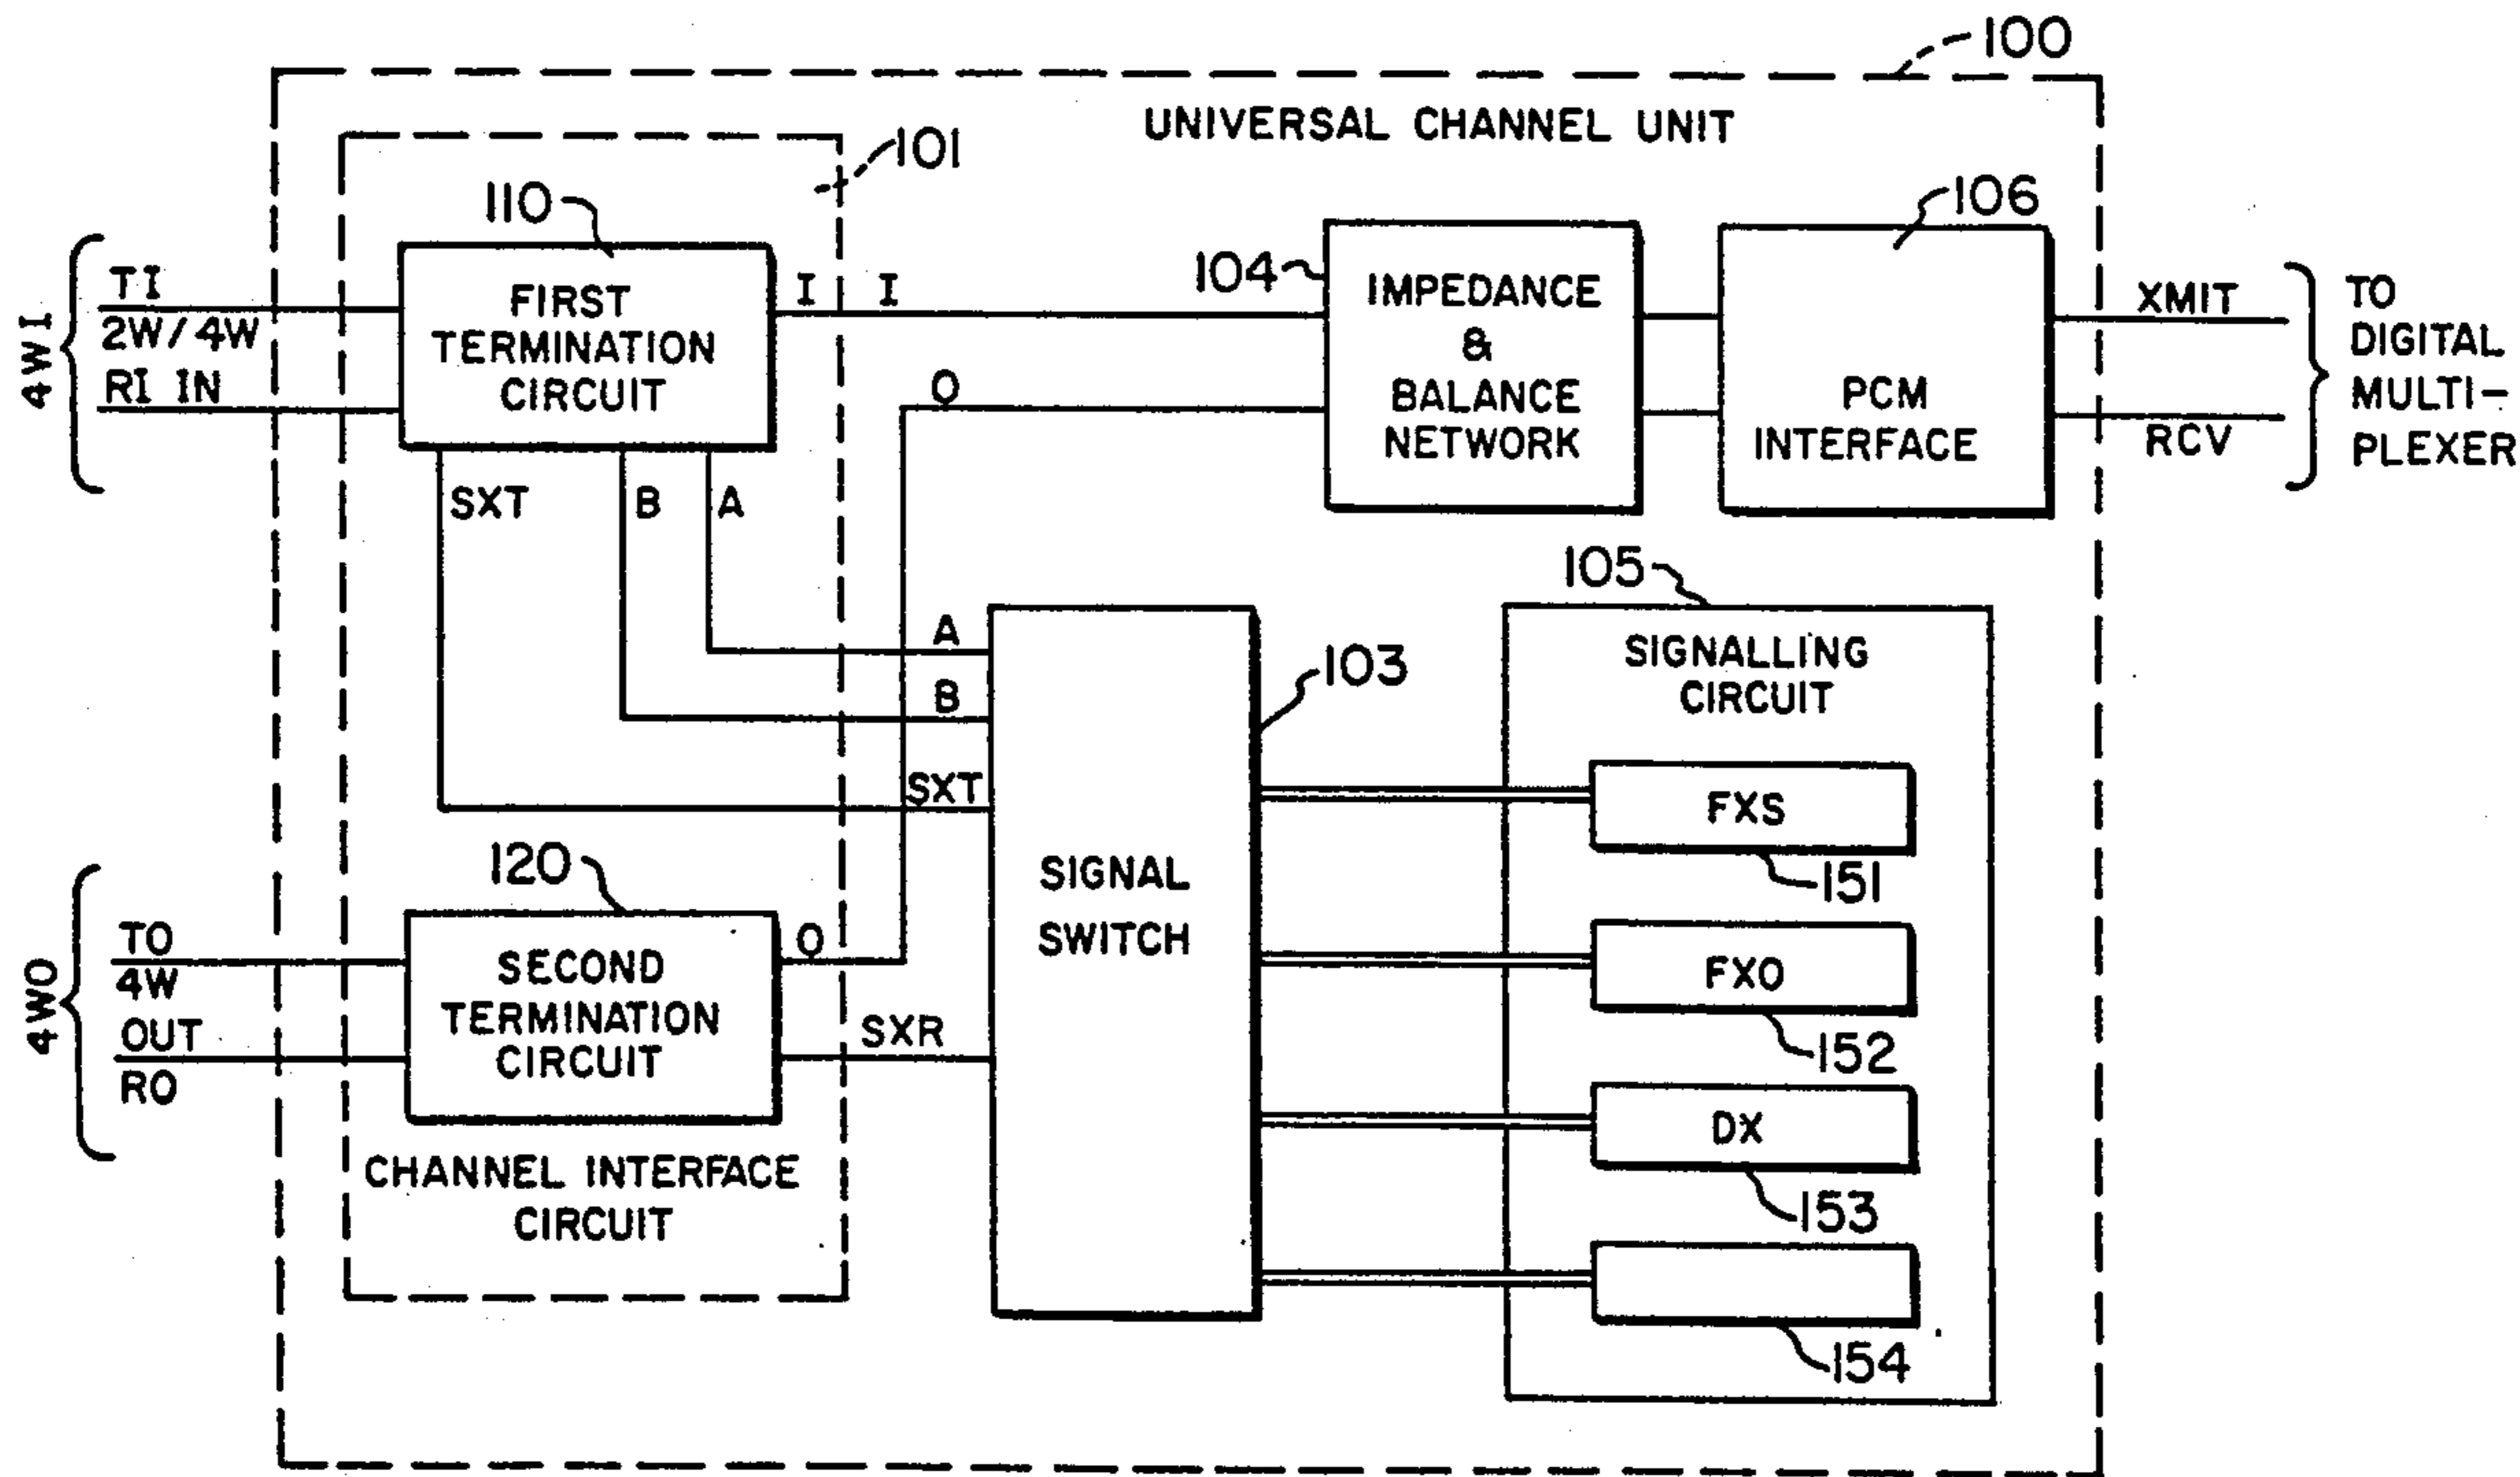 100
UNIVERSAL CHANNEL UNIT
101
110
FIRST
TERMINATION
CIRCUIT
4WI
TI
2W/4W
RI IN
I
I
O
SXT
B
A
104
IMPEDANCE
&
BALANCE
NETWORK
106
PCM
INTERFACE
XMIT
RCV
TO
DIGITAL
MULTI-
PLEXER
A
B
SXT
103
SIGNAL
SWITCH
105
SIGNALLING
CIRCUIT
FXS
151
FXO
152
DX
153
154
120
SECOND
TERMINATION
CIRCUIT
4WO
TO
4W
OUT
RO
O
SXR
CHANNEL INTERFACE
CIRCUIT